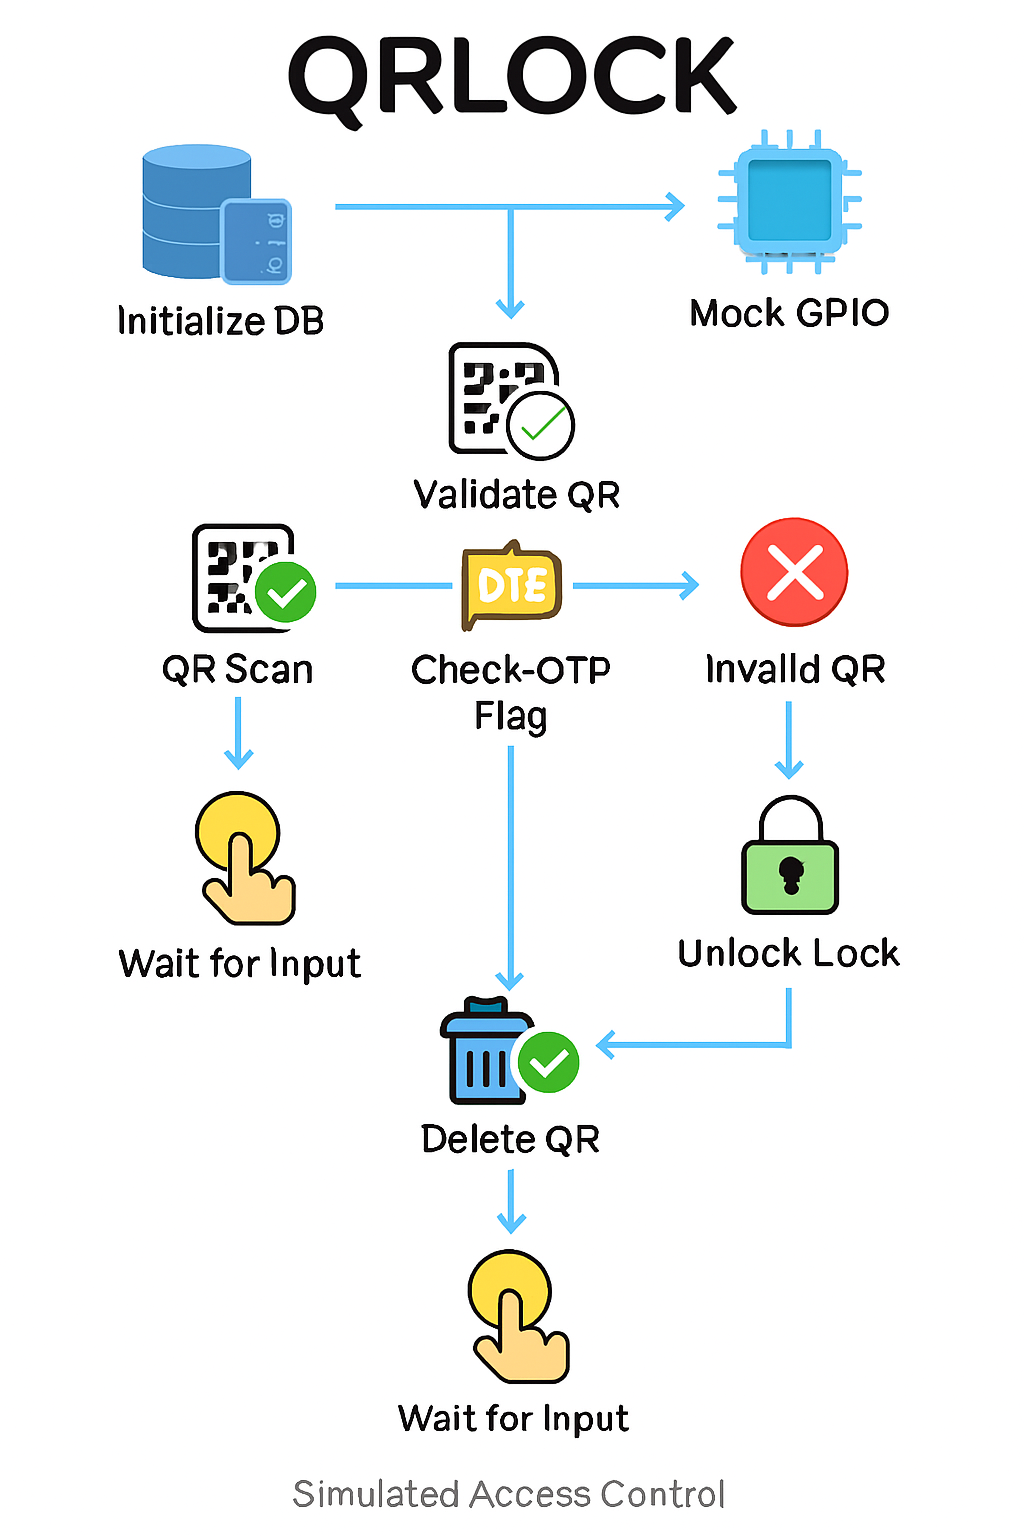 QRLOCK
Initialize DB
Mock GPIO
Validate QR
DTE
QR Scan
Check-OTP
Flag
Invalld QR
Wait for Input
Unlock Lock
Delete QR
Wait for Input
Simulated Access Control